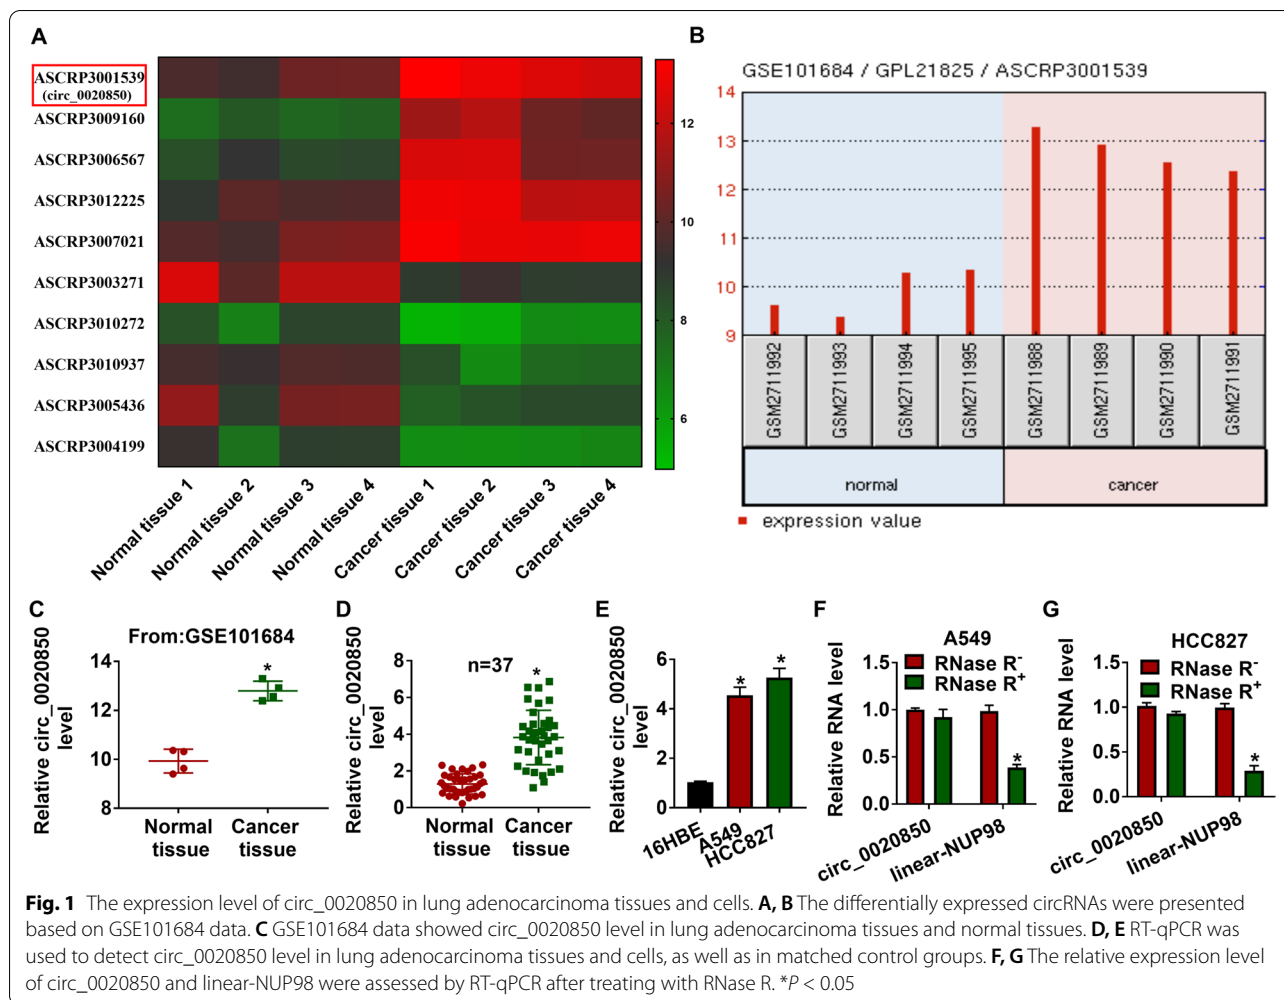 A
ASCRP3001539
(circ_0020850)
ASCRP3009160
ASCRP3006567
ASCRP3012225
ASCRP3007021
ASCRP3003271
ASCRP3010272
ASCRP3010937
ASCRP3005436
ASCRP3004199
12
10
8
6
Normal tissue 1
Normal tissue 2
Normal tissue 3
Normal tissue 4
Cancer tissue 1
Cancer tissue 2
Cancer tissue 3
Cancer tissue 4
B
GSE101684 / GPL21825 / ASCRP3001539
14
13
12
11
10
9
GSM2711992
GSM2711993
GSM2711994
GSM2711995
GSM2711988
GSM2711989
GSM2711990
GSM2711991
normal
cancer
expression value
C
From:GSE101684
Relative circ_0020850
level
14
12
10
8
*
Normal
tissue
Cancer
tissue
D
n=37
Relative circ_0020850
level
8
6
4
2
0
*
Normal
tissue
Cancer
tissue
E
Relative circ_0020850
level
6
4
2
0
*
*
16HBE
A549
HCC827
F
A549
Relative RNA level
1.5
1.0
0.5
0.0
RNase R-
RNase R+
*
circ_0020850
linear-NUP98
G
HCC827
Relative RNA level
1.5
1.0
0.5
0.0
RNase R-
RNase R+
*
circ_0020850
linear-NUP98
Fig. 1 The expression level of circ_0020850 in lung adenocarcinoma tissues and cells. A, B The differentially expressed circRNAs were presented
based on GSE101684 data. C GSE101684 data showed circ_0020850 level in lung adenocarcinoma tissues and normal tissues. D, E RT-qPCR was
used to detect circ_0020850 level in lung adenocarcinoma tissues and cells, as well as in matched control groups. F, G The relative expression level
of circ_0020850 and linear-NUP98 were assessed by RT-qPCR after treating with RNase R. *P < 0.05